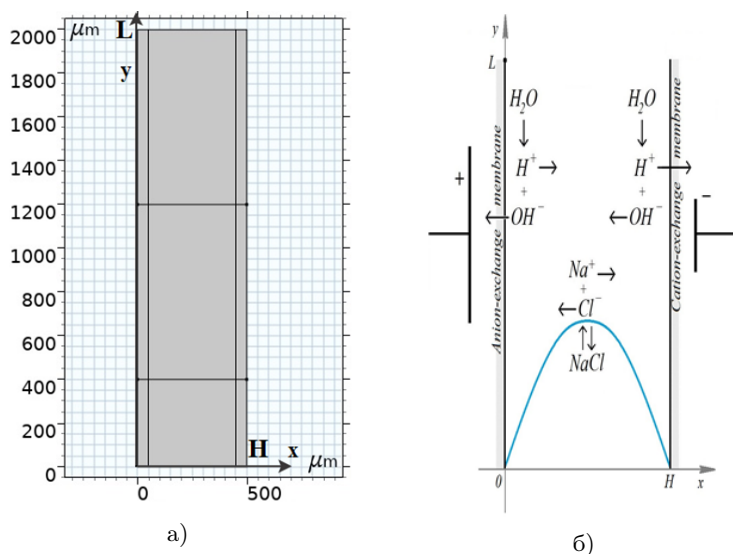 2000 μm L
1800 y
1600
1400
1200
1000
800
600
400
200
0 H x μm
0 500
а)
y
L
H₂O H₂O
H⁺ H⁺
+ +
OH⁻ OH⁻
+
−
Anion-exchange membrane
Cation-exchange membrane
Na⁺
+
Cl⁻
NaCl
0 H x
б)